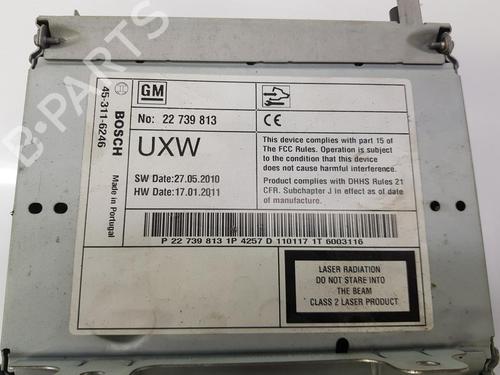 GM
No: 22 739 813
CE
UXW
SW Date:27.05.2010
HW Date:17.01.2011
This device complies with part 15 of
The FCC Rules. Operation is subject
to the condition that this device
does not cause harmful interference.
Product complies with DHHS Rules 21
CFR. Subchapter J in effect as of date
of manufacture.
P 22 739 813 1P 4257 D 110117 1T 6003116
LASER RADIATION
DO NOT STARE INTO
THE BEAM
CLASS 2 LASER PRODUCT
BOSCH
Made in Portugal
45-311-6246
B-PARTS